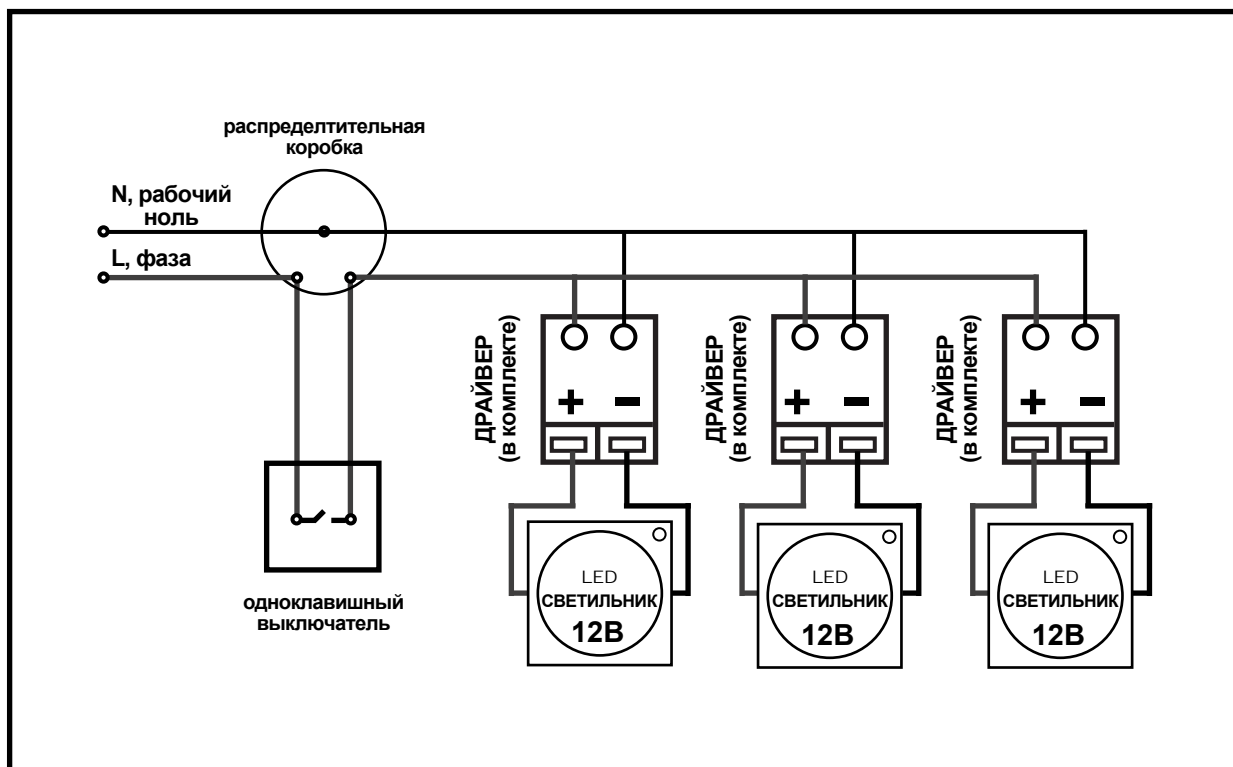 распределтительная
коробка
N, рабочий
ноль
L, фаза
ДРАЙВЕР
(в комплекте)
ДРАЙВЕР
(в комплекте)
ДРАЙВЕР
(в комплекте)
+ −
+ −
+ −
одноклавишный
выключатель
LED
СВЕТИЛЬНИК
12В
LED
СВЕТИЛЬНИК
12В
LED
СВЕТИЛЬНИК
12В